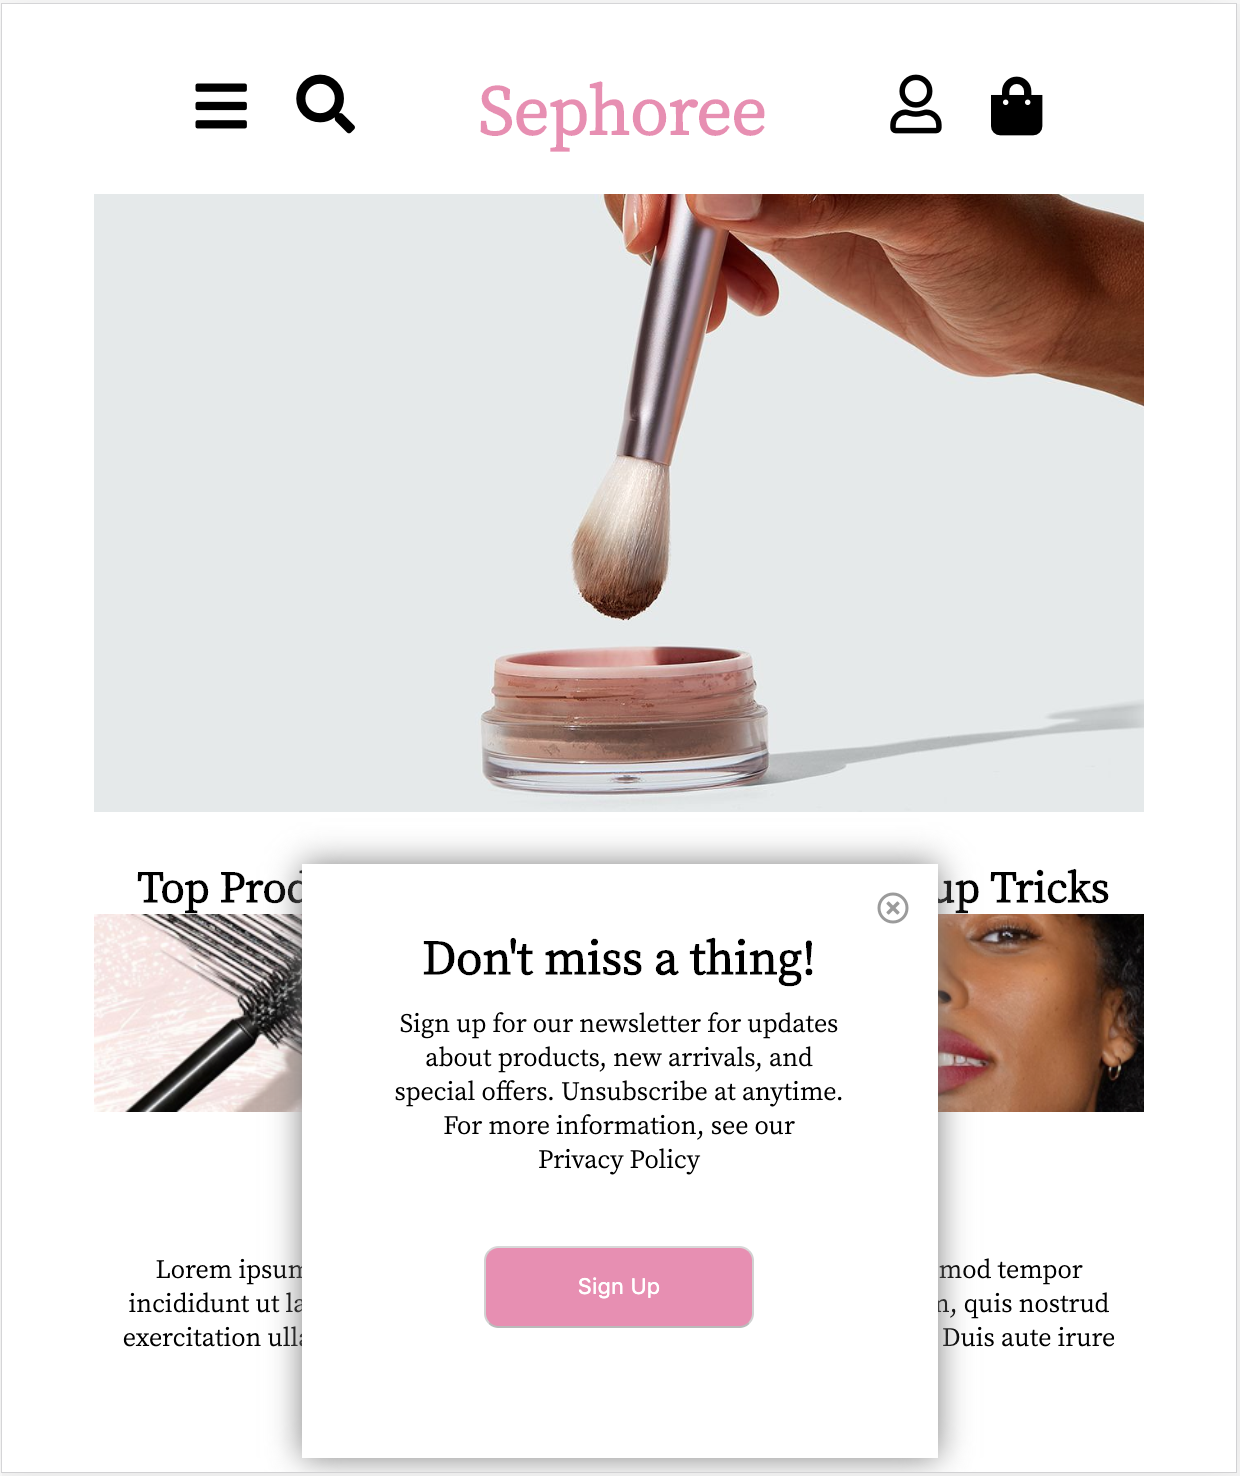 Sephoree
Top Prod
up Tricks
Don't miss a thing!
Sign up for our newsletter for updates
about products, new arrivals, and
special offers. Unsubscribe at anytime.
For more information, see our
Privacy Policy
Sign Up
Lorem ipsum
mod tempor
incididunt ut la
, quis nostrud
exercitation ulla
Duis aute irure